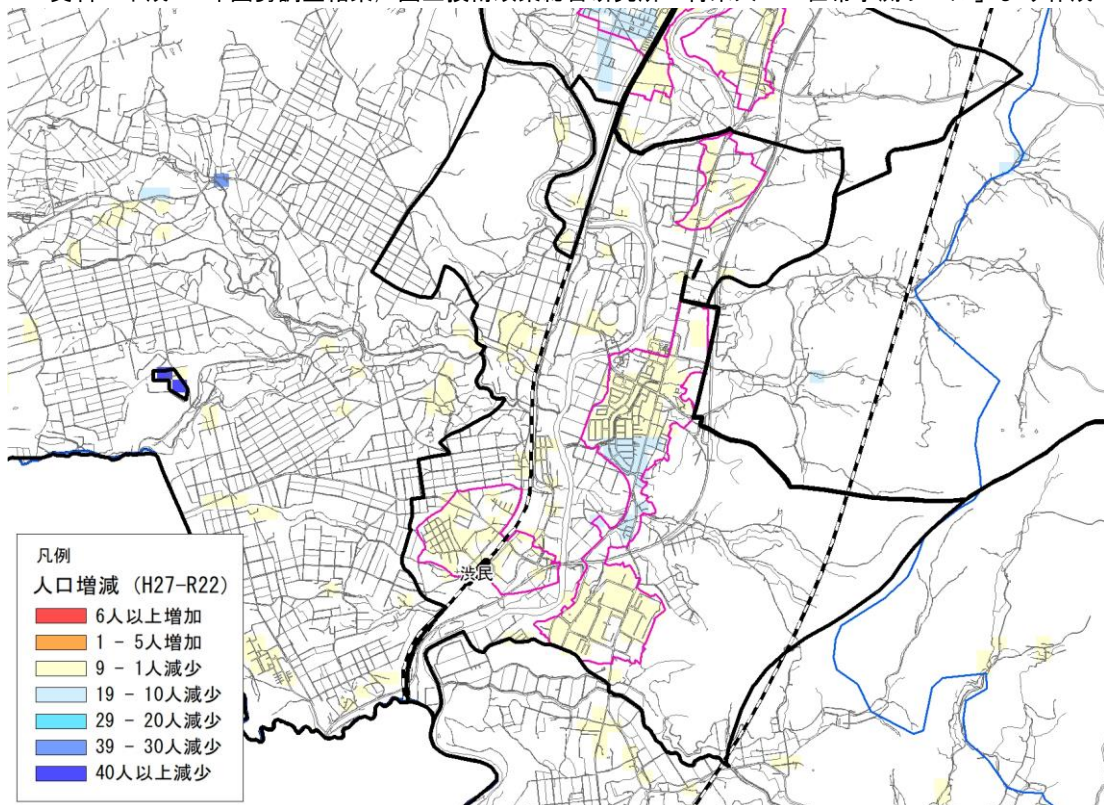 渋民
凡例
人口増減 (H27-R22)
6人以上増加
1 - 5人増加
9 - 1人減少
19 - 10人減少
29 - 20人減少
39 - 30人減少
40人以上減少